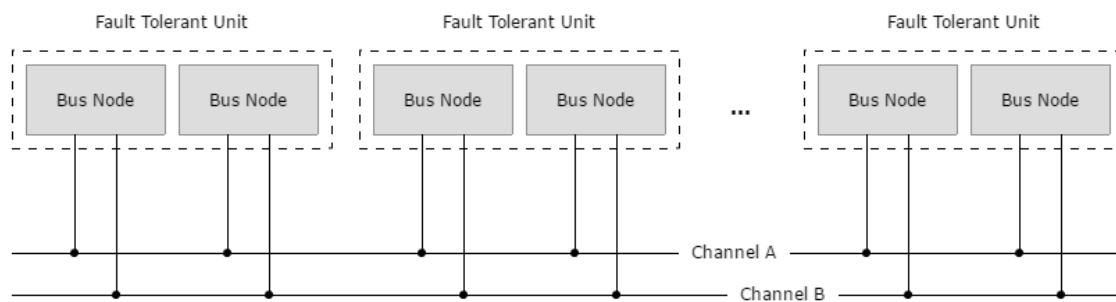 Fault Tolerant Unit
Fault Tolerant Unit
Fault Tolerant Unit
Bus Node
Bus Node
Bus Node
Bus Node
...
Bus Node
Bus Node
Channel A
Channel B